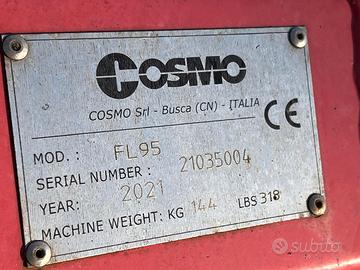 COSMO
COSMO Srl - Busca (CN) - ITALIA
CE
MOD. : FL95
SERIAL NUMBER : 21035004
YEAR: 2021
MACHINE WEIGHT: KG 144 LBS 318
subito